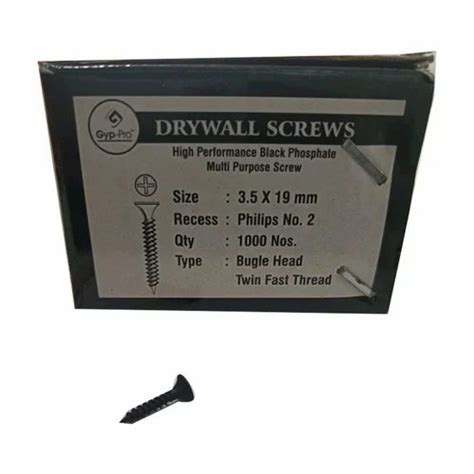 Gyp-Pro™
DRYWALL SCREWS
High Performance Black Phosphate
Multi Purpose Screw
Size : 3.5 X 19 mm
Recess : Philips No. 2
Qty : 1000 Nos.
Type : Bugle Head
Twin Fast Thread